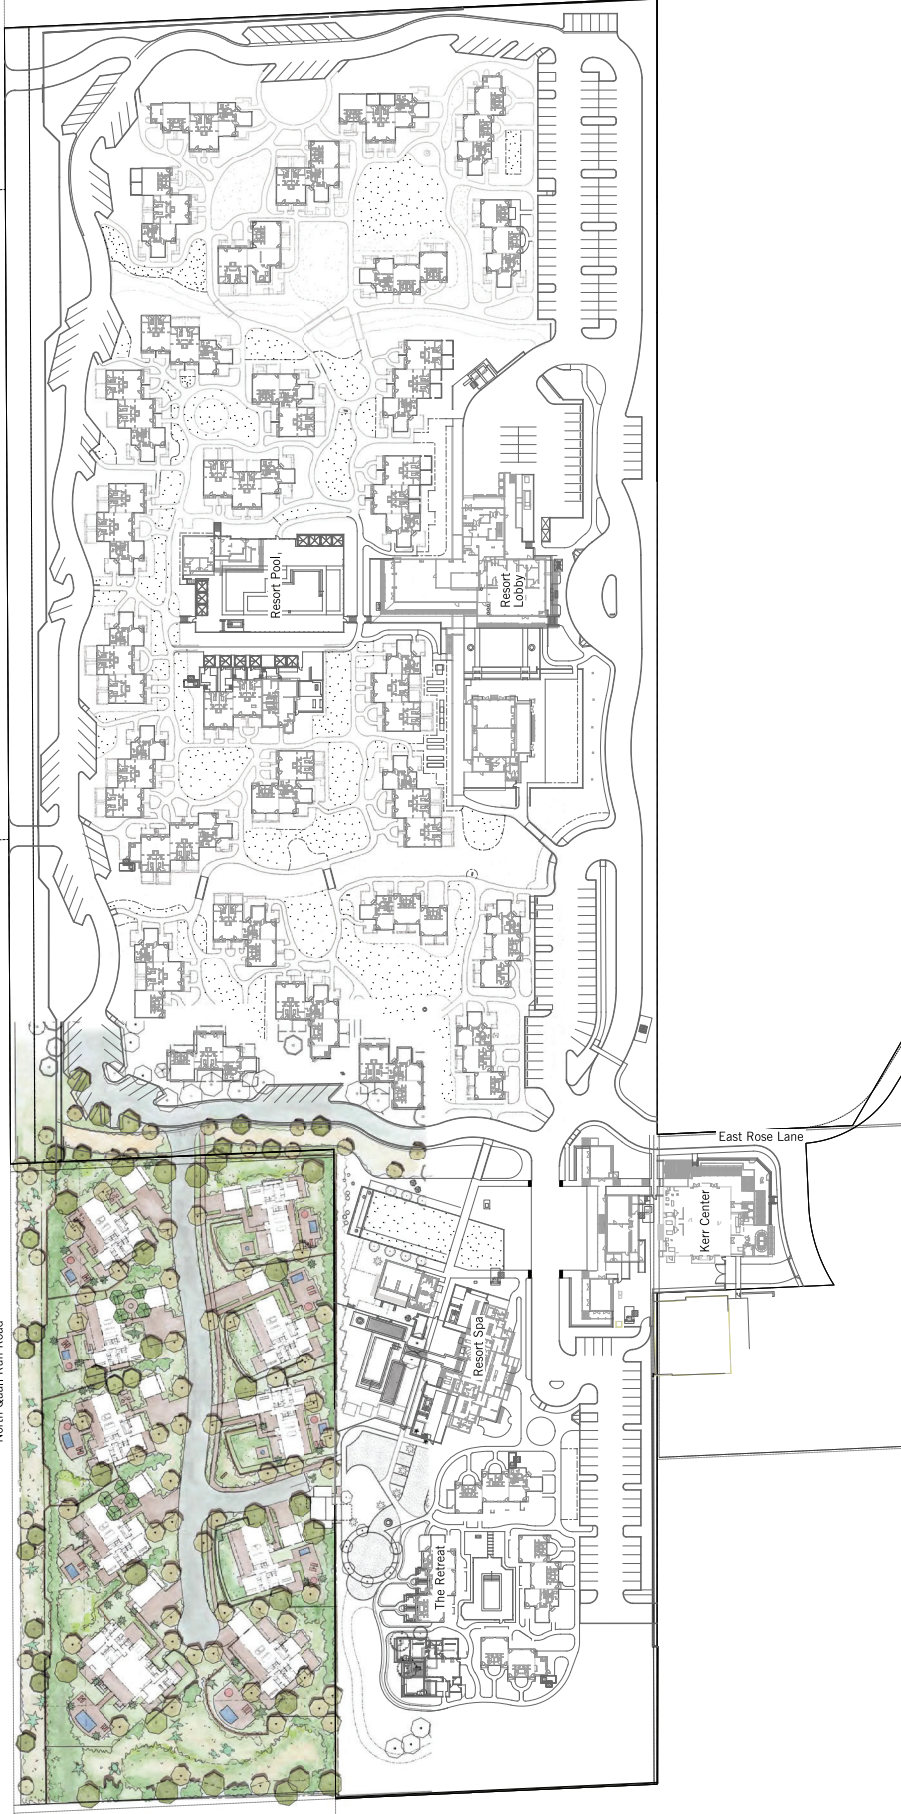 Resort Pool,
Resort
Lobby
East Rose Lane
Kerr Center
Resort Spa
The Retreat